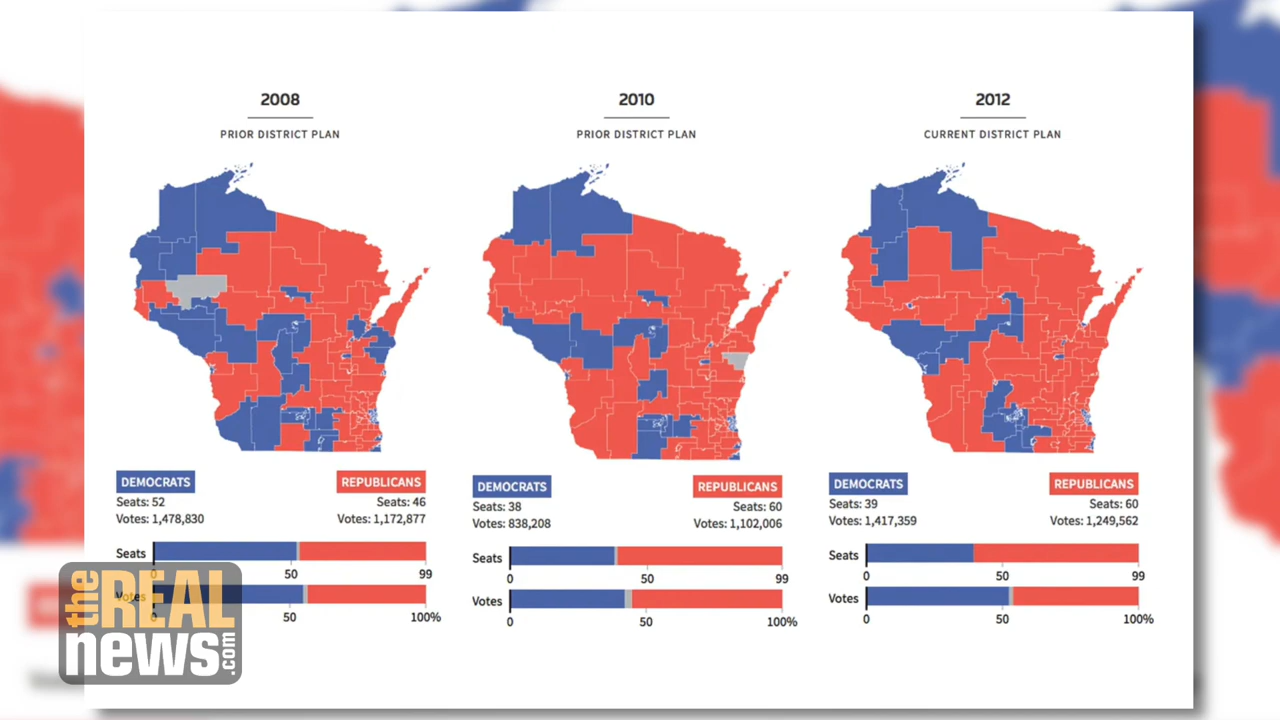 2008
PRIOR DISTRICT PLAN
DEMOCRATS
REPUBLICANS
Seats: 52
Seats: 46
Votes: 1,478,830
Votes: 1,172,877
Seats
0 50 99
Votes
0 50 100%
2010
PRIOR DISTRICT PLAN
DEMOCRATS
REPUBLICANS
Seats: 38
Seats: 60
Votes: 838,208
Votes: 1,102,006
Seats
0 50 99
Votes
0 50 100%
2012
CURRENT DISTRICT PLAN
DEMOCRATS
REPUBLICANS
Seats: 39
Seats: 60
Votes: 1,417,359
Votes: 1,249,562
Seats
0 50 99
Votes
0 50 100%
the REAL
news.com